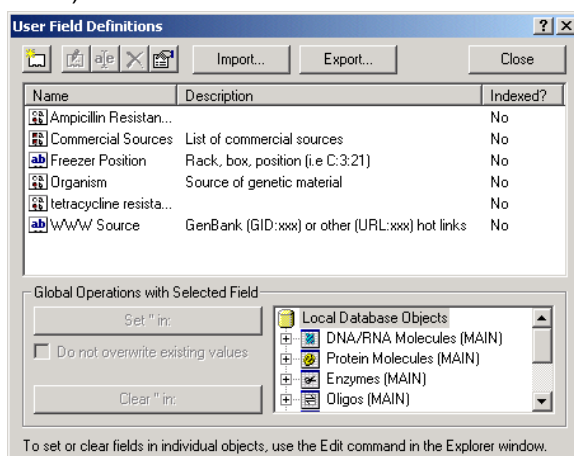 User Field Definitions
Import... Export... Close
Name Description Indexed?
Ampicillin Resistan... No
Commercial Sources List of commercial sources No
ab Freezer Position Rack, box, position (i.e C:3:21) No
Organism Source of genetic material No
tetracycline resista... No
ab WWW Source GenBank (GID:xxx) or other (URL:xxx) hot links No
Global Operations with Selected Field
Set '' in:
Do not overwrite existing values
Clear '' in:
Local Database Objects
DNA/RNA Molecules (MAIN)
Protein Molecules (MAIN)
Enzymes (MAIN)
Oligos (MAIN)
To set or clear fields in individual objects, use the Edit command in the Explorer window.